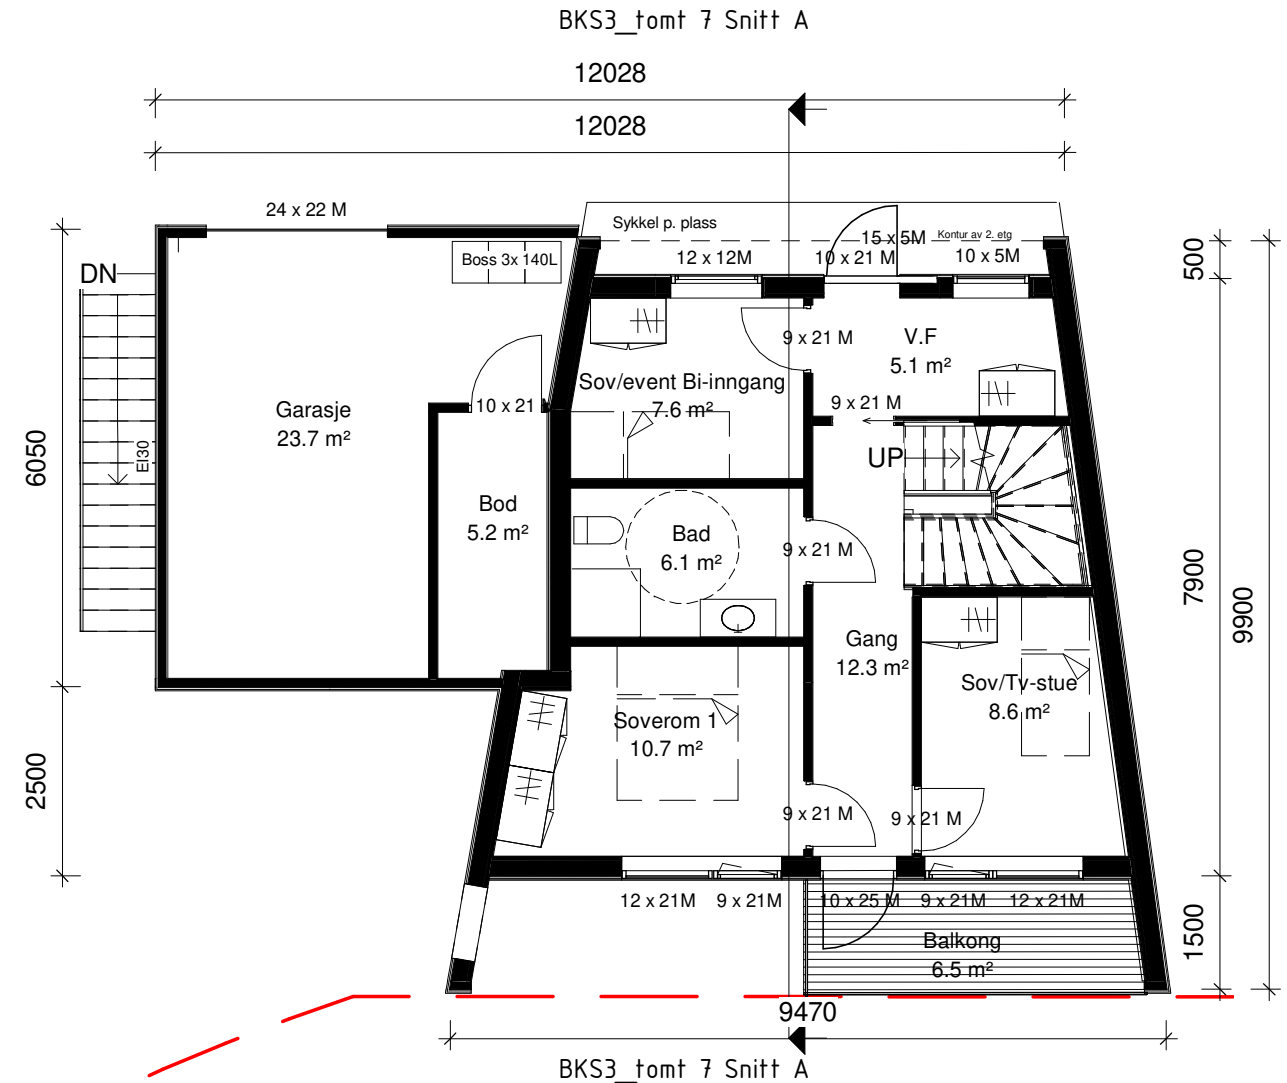 BKS3_tomt 7 Snitt A
12028
12028
24 x 22 M
Sykkel p. plass
15 x 5M
Kontur av 2. etg
12 x 12M
10 x 21 M
10 x 5M
Boss 3x 140L
DN
500
9 x 21 M
V.F
5.1 m²
Sov/event Bi-inngang
7.6 m²
9 x 21 M
10 x 21
Garasje
23.7 m²
EI30
6050
UP
Bod
5.2 m²
Bad
6.1 m²
9 x 21 M
7900
9900
Gang
12.3 m²
Sov/Tv-stue
8.6 m²
Soverom 1
10.7 m²
2500
9 x 21 M
9 x 21 M
12 x 21M
9 x 21M
10 x 25 M
9 x 21M
12 x 21M
Balkong
6.5 m²
1500
9470
BKS3_tomt 7 Snitt A